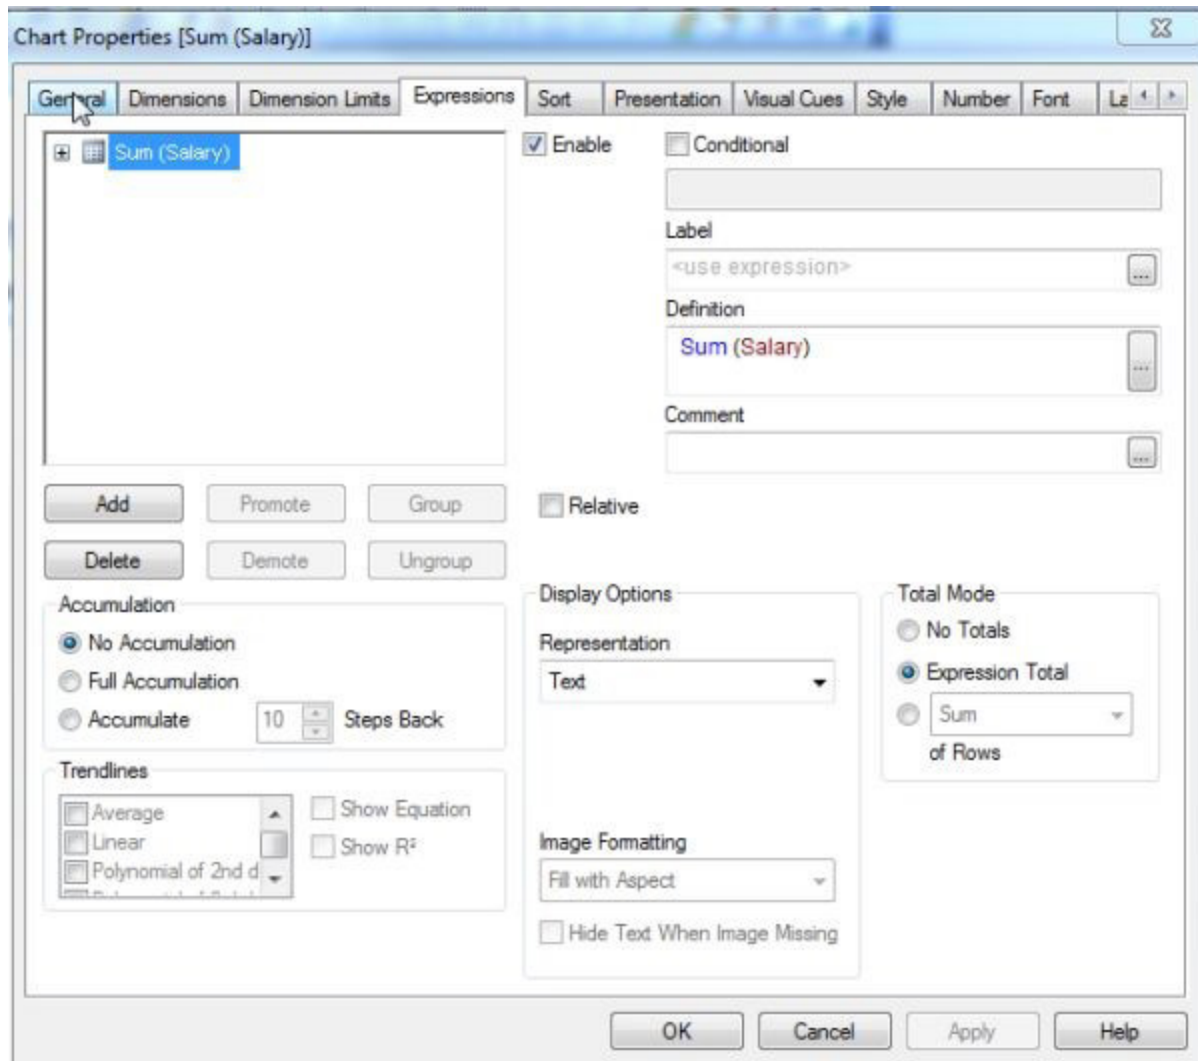 Chart Properties [Sum (Salary)]
General Dimensions Dimension Limits Expressions Sort Presentation Visual Cues Style Number Font La
Sum (Salary)
Enable
Conditional
Label
<use expression>
...
Definition
Sum (Salary)
...
Comment
...
Add Promote Group
Relative
Delete Demote Ungroup
Accumulation
No Accumulation
Full Accumulation
Accumulate 10 Steps Back
Trendlines
Average
Linear
Polynomial of 2nd d
Show Equation
Show R²
Display Options
Representation
Text
Image Formatting
Fill with Aspect
Hide Text When Image Missing
Total Mode
No Totals
Expression Total
Sum
of Rows
OK Cancel Apply Help